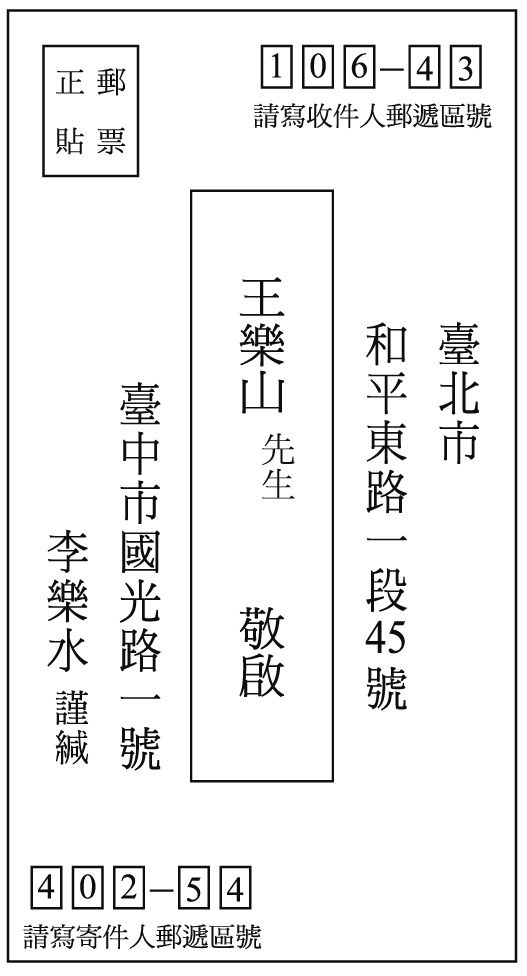 106-43
請寫收件人郵遞區號
郵票
正貼
臺北市
和平東路一段45號
王樂山 先生 敬啟
臺中市國光路一號
李樂水 謹緘
402-54
請寫寄件人郵遞區號